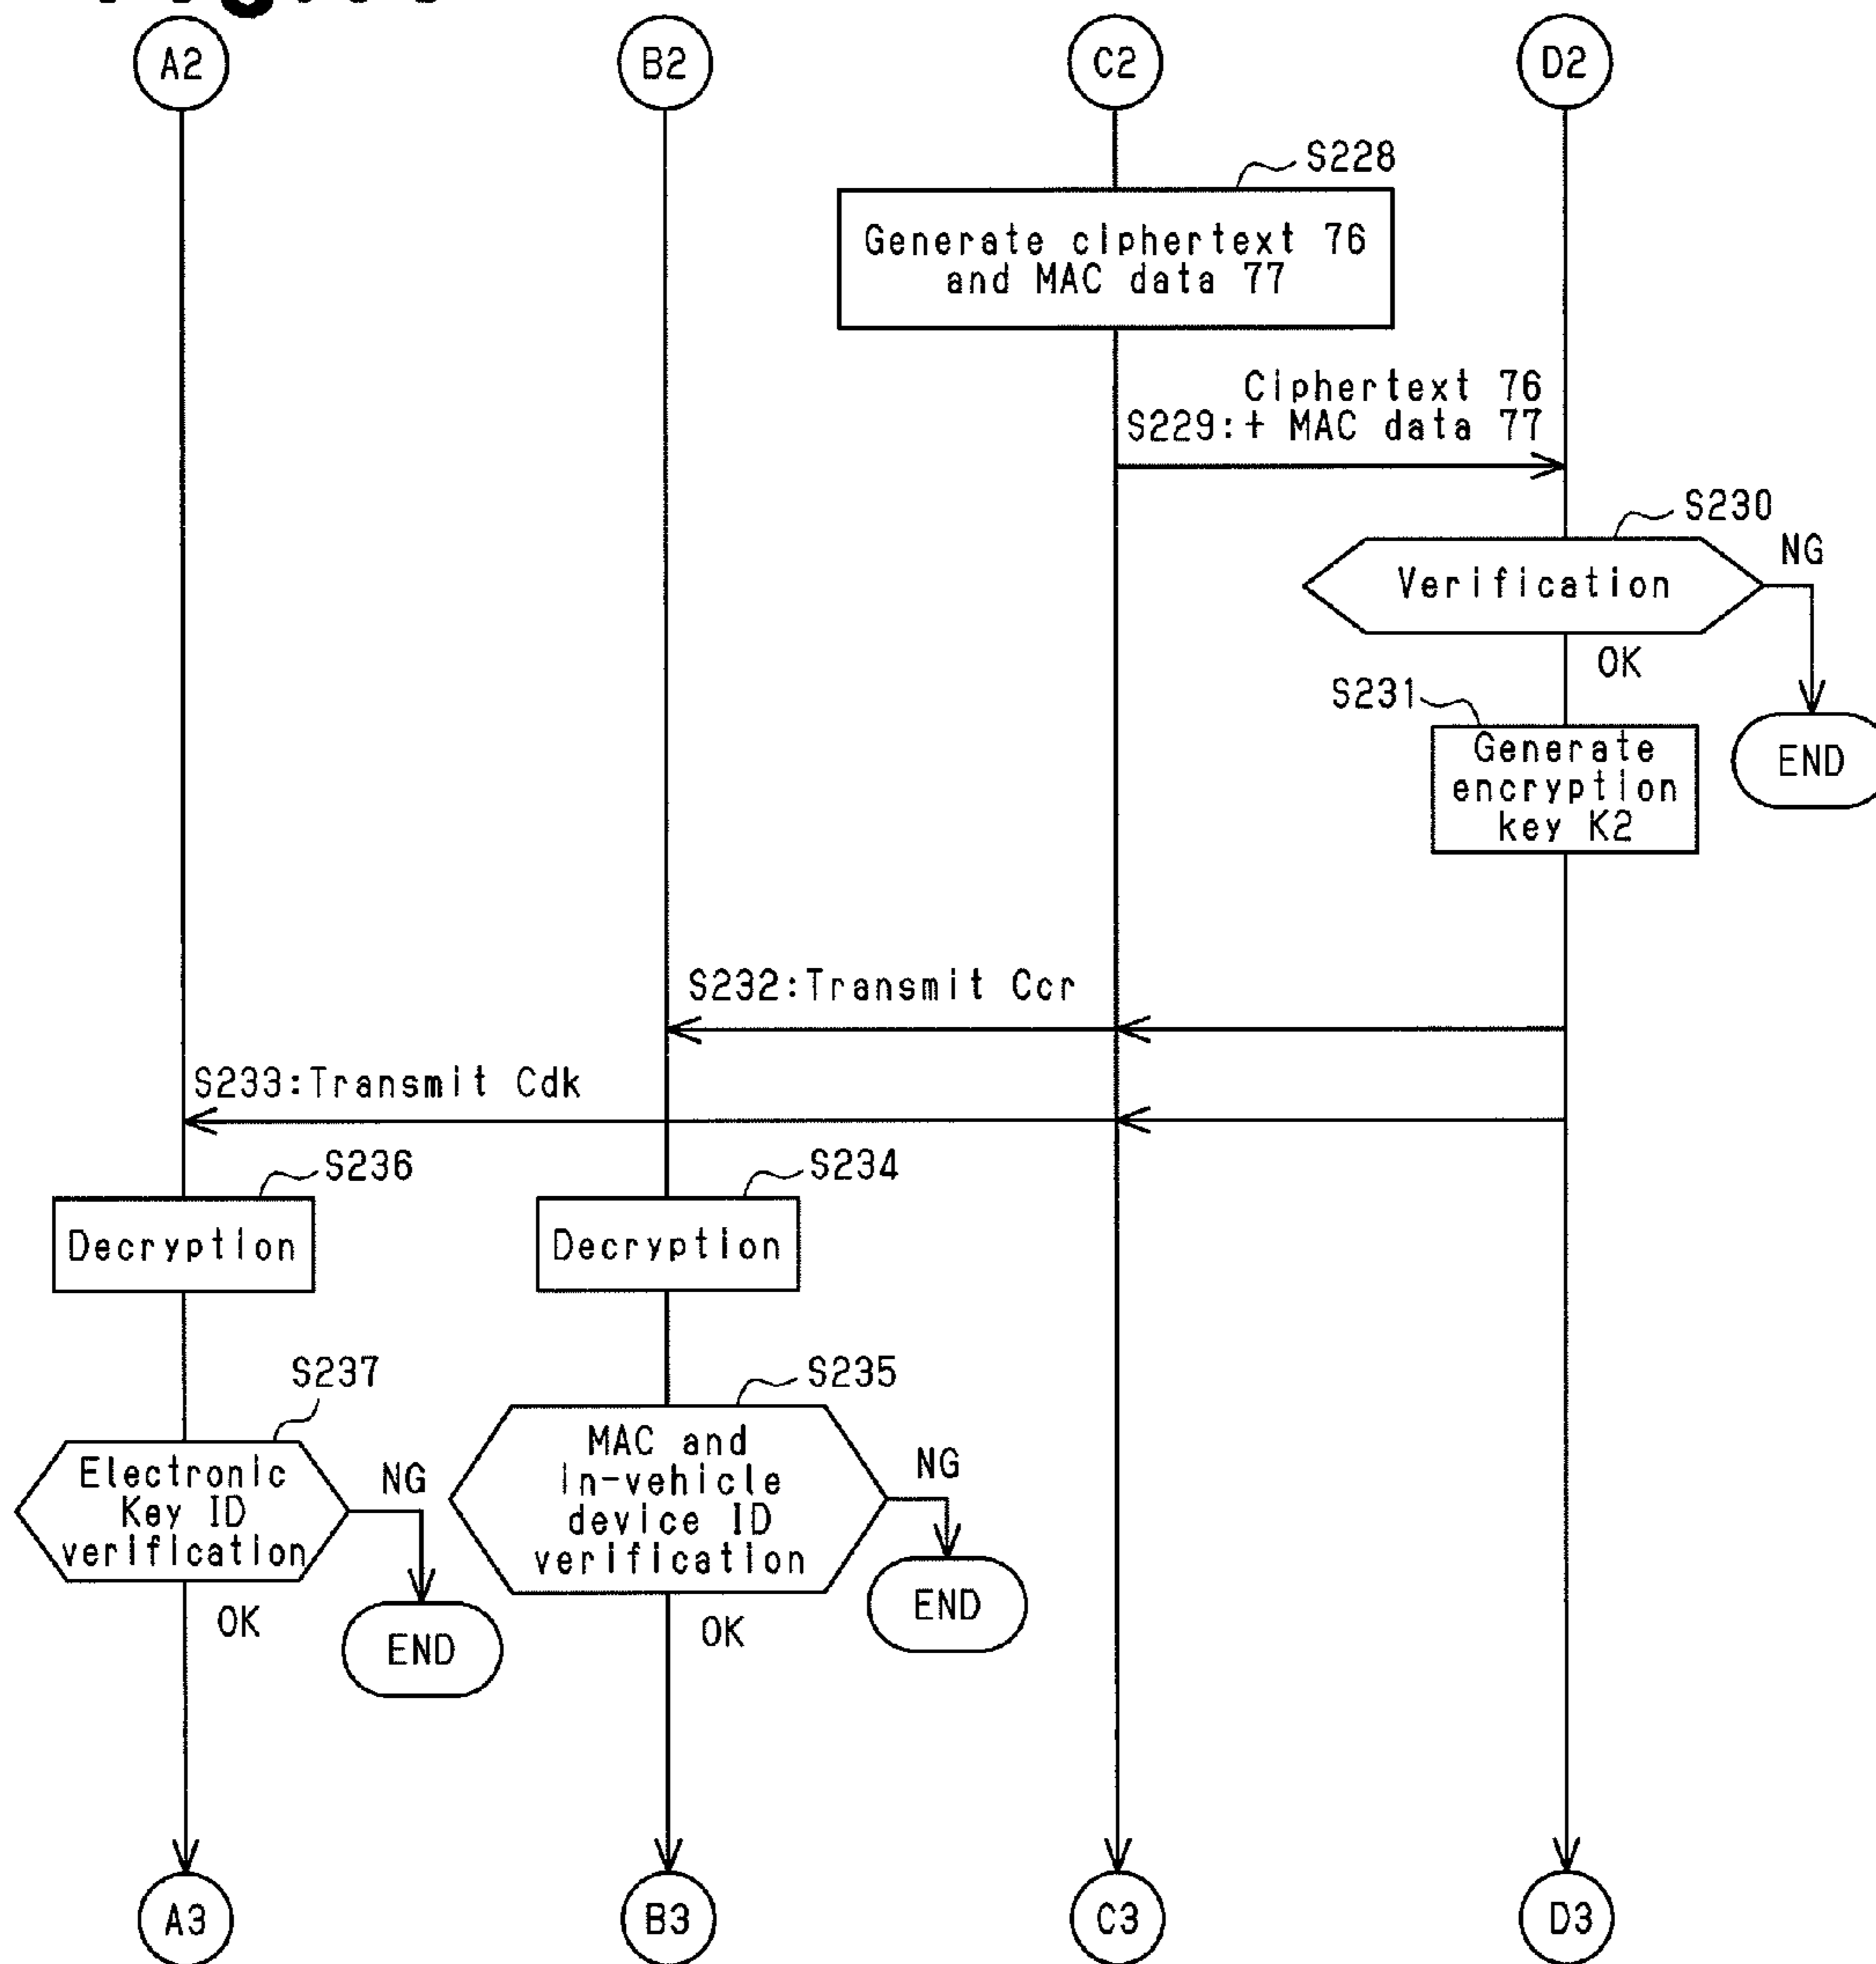 A2
B2
C2
D2
S228
Generate ciphertext 76
and MAC data 77
Ciphertext 76
S229:+ MAC data 77
S230
Verification
NG
OK
S231
Generate
encryption
key K2
END
S232:Transmit Ccr
S233:Transmit Cdk
S236
Decryption
S234
Decryption
S237
Electronic
Key ID
verification
NG
OK
END
S235
MAC and
in-vehicle
device ID
verification
NG
OK
END
A3
B3
C3
D3